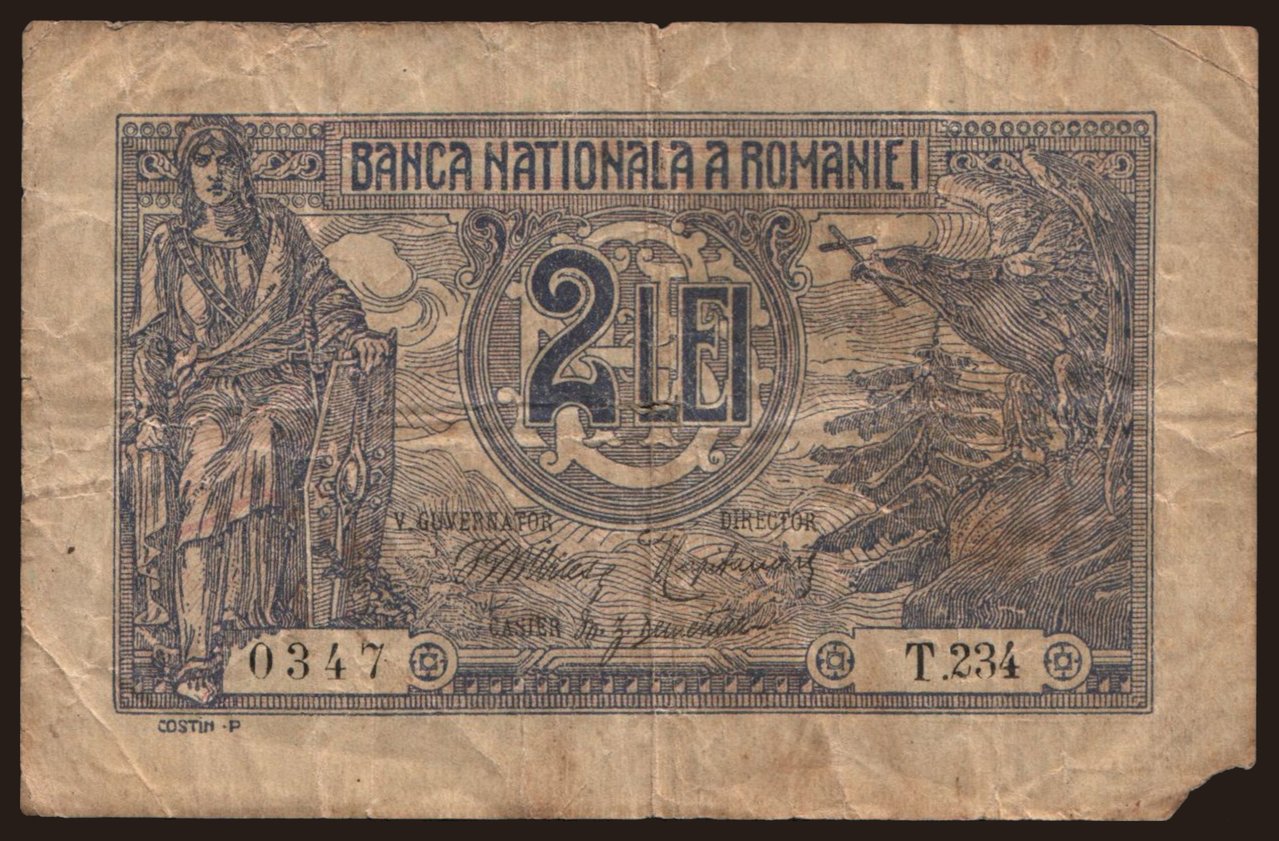 BANCA NATIONALA A ROMANIEI
2 LEI
V. GUVERNATOR DIRECTOR
CASIER
0347 T.234
COSTIN - P